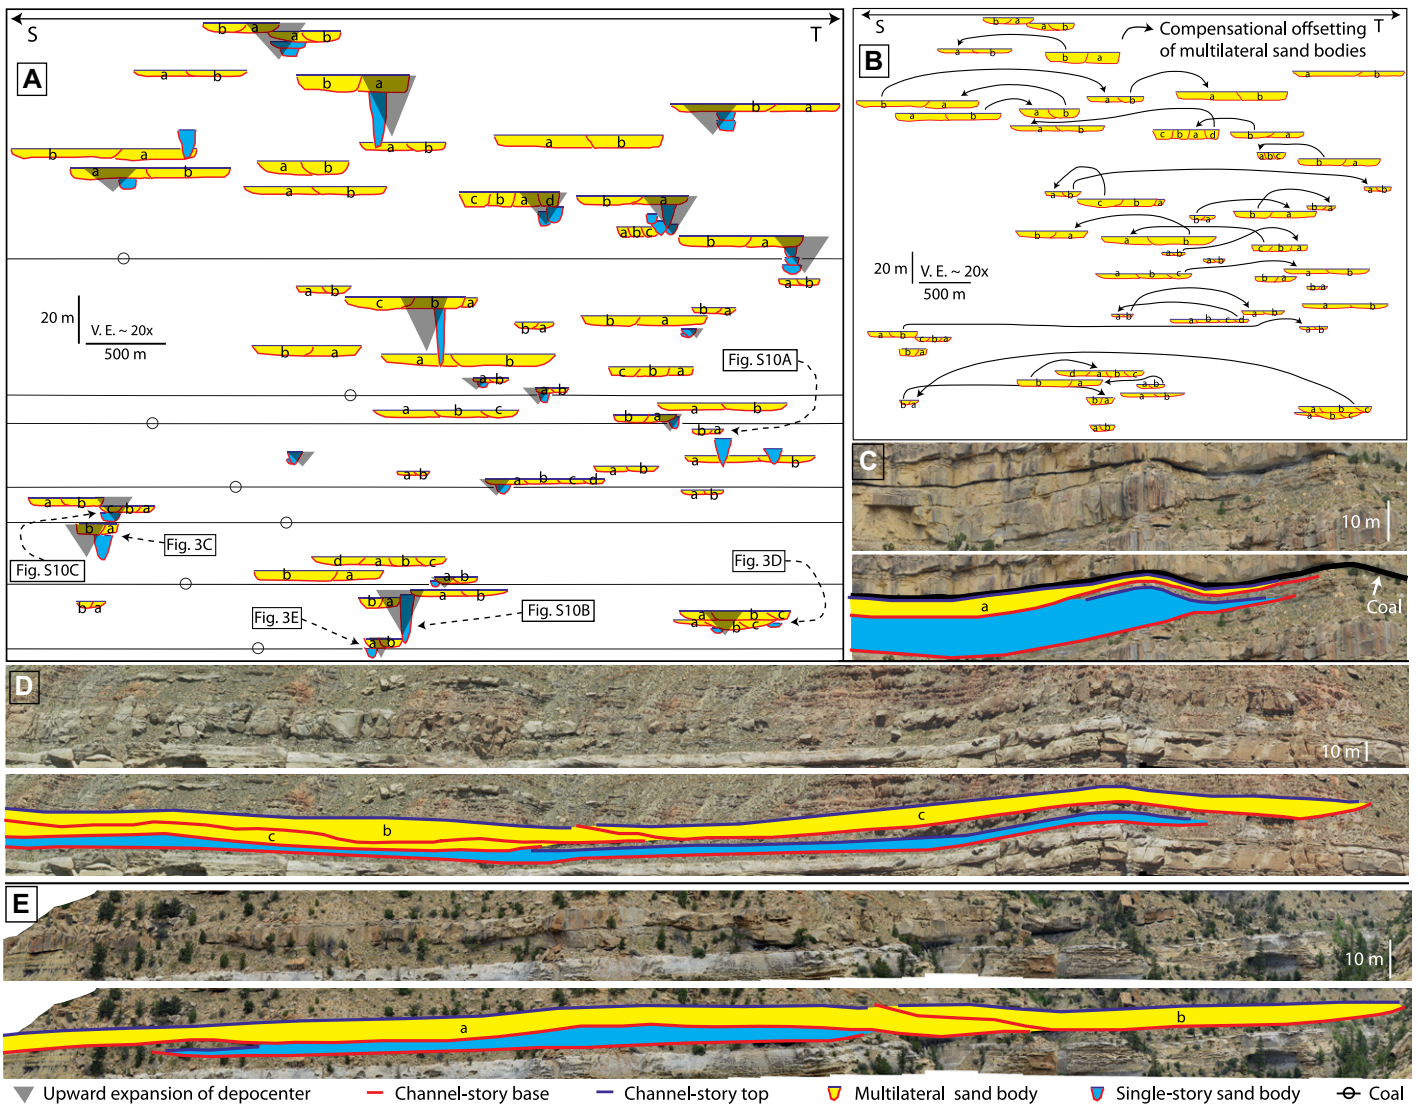 S
T
A
b a
a b
a b
b a
b a
a b
a b
b a
a b
a b
a b
c b a d
b a
a b c
b a
a b
a b
c b a
b a
b a
b a
20 m
V. E. ~ 20x
500 m
b a
a b
Fig. S10A
c b a
a b
a b
a b c
a b
b a
b a
a b
a b
a b
a b c d
a b
a b
c b a
b a
Fig. 3C
Fig. S10C
d a b c
b a
a b
Fig. 3D
b a
b a
a b
Fig. S10B
Fig. 3E
a b c
a b c
a b
S
T
B
Compensational offsetting
of multilateral sand bodies
b a
a b
a b
b a
a b
b a
a b
a b
a b
a b
a b
c b a d
b a
a b c
b a
a b
a b
c b a
b a
b a
b a
b a
a b
c b a
a b
a b
20 m
V. E. ~ 20x
500 m
a b c
a b
b a
b a
a b
a b
a b
a b c d
a b
a b
c b a
b a
d a b c
b a
a b
b a
b a
a b
a b c
a b c
a b
C
10 m
a
Coal
D
10 m
b
c
c
E
10 m
a
b
Upward expansion of depocenter
Channel-story base
Channel-story top
Multilateral sand body
Single-story sand body
Coal